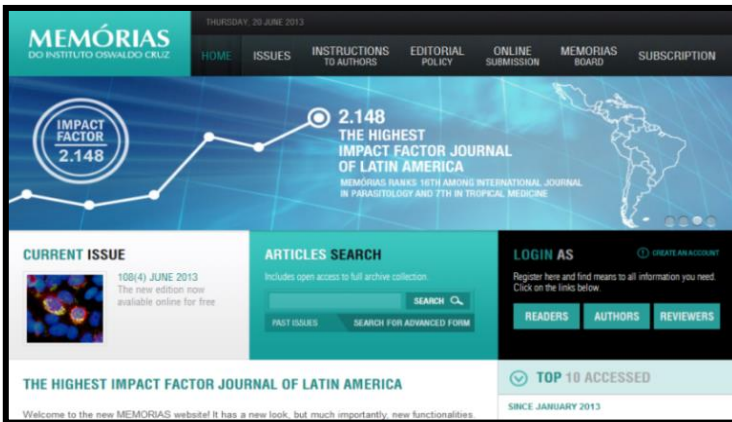 THURSDAY, 20 JUNE 2013
MEMÓRIAS
DO INSTITUTO OSWALDO CRUZ
HOME
ISSUES
INSTRUCTIONS
TO AUTHORS
EDITORIAL
POLICY
ONLINE
SUBMISSION
MEMORIAS
BOARD
SUBSCRIPTION
IMPACT
FACTOR
2.148
2.148
THE HIGHEST
IMPACT FACTOR JOURNAL
OF LATIN AMERICA
MEMÓRIAS RANKS 16TH AMONG INTERNATIONAL JOURNAL
IN PARASITOLOGY AND 7TH IN TROPICAL MEDICINE
CURRENT ISSUE
108(4) JUNE 2013
The new edition now
available online for free
ARTICLES SEARCH
Includes open access to full archive collection.
SEARCH
PAST ISSUES
SEARCH FOR ADVANCED FORM
LOGIN AS
CREATE AN ACCOUNT
Register here and find means to all information you need.
Click on the links below
READERS
AUTHORS
REVIEWERS
THE HIGHEST IMPACT FACTOR JOURNAL OF LATIN AMERICA
Welcome to the new MEMORIAS website! It has a new look, but much importantly, new functionalities.
TOP 10 ACCESSED
SINCE JANUARY 2013